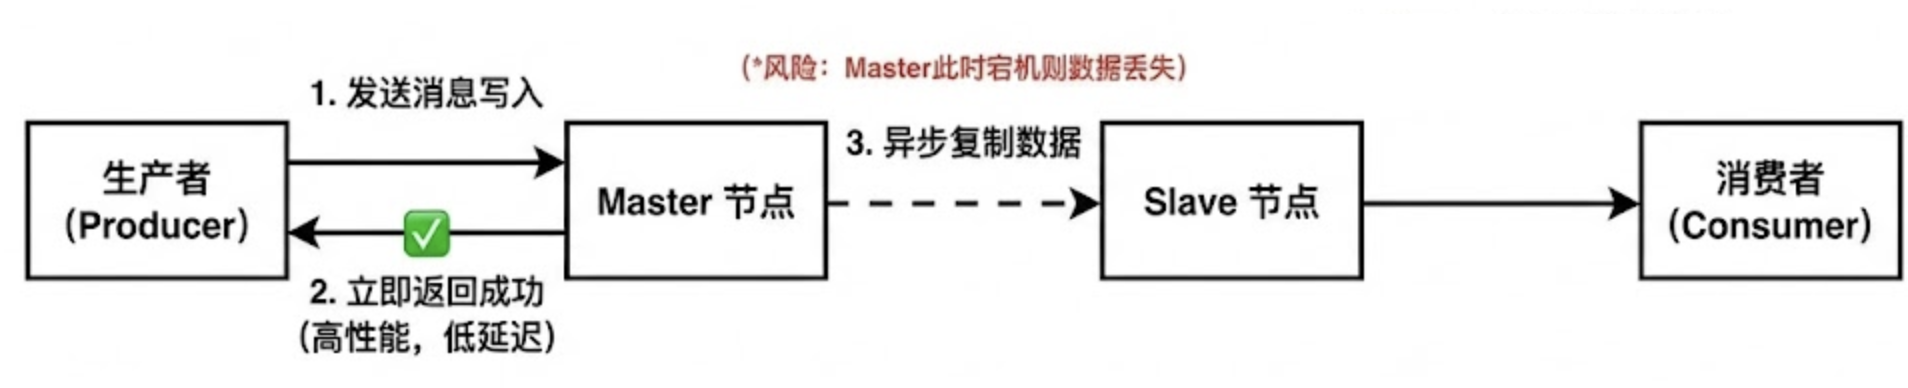 (*风险：Master此时宕机则数据丢失)
1. 发送消息写入
3. 异步复制数据
生产者
(Producer)
Master 节点
Slave 节点
消费者
(Consumer)
2. 立即返回成功
(高性能，低延迟)